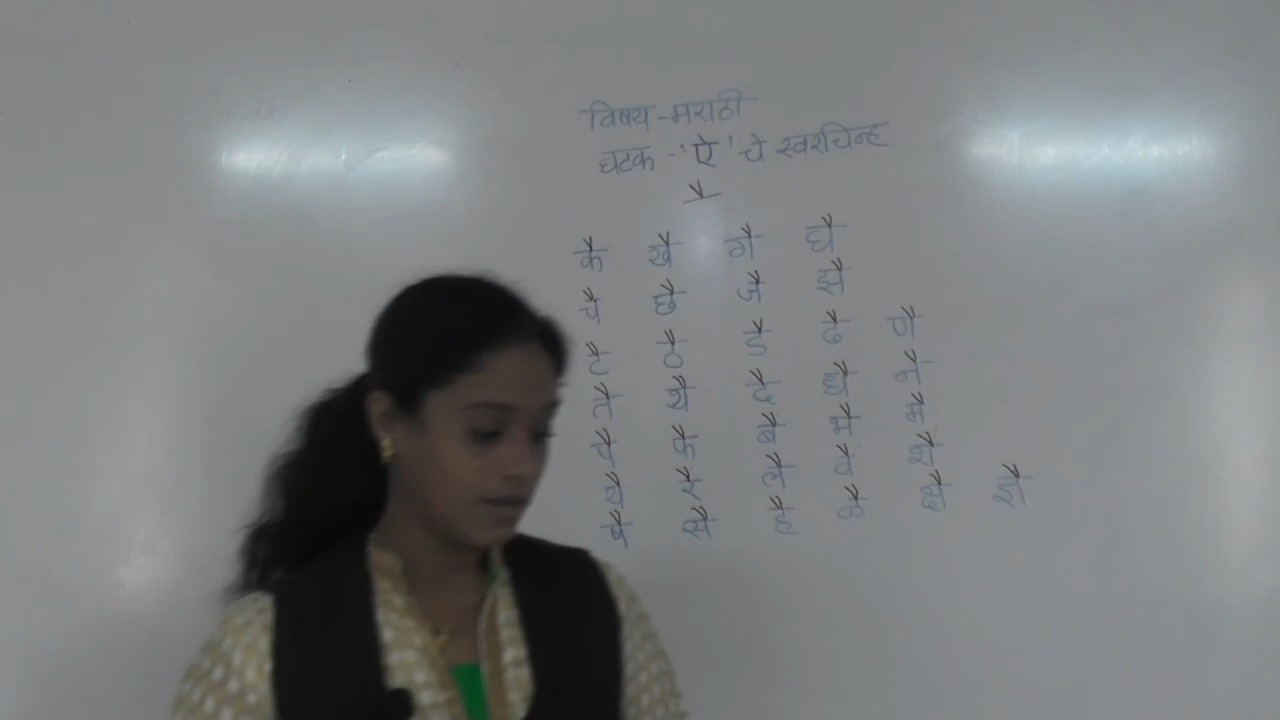 विषय - मराठी
घटक - 'ऐ' चे स्वरचिन्ह
ै
कै खै गै घै
चै छै जै झै
टै ठै डै ढै णै
तै थै दै धै नै
पै फै बै भै मै
यै रै लै वै शै
षै सै है ळै क्षै ज्ञै